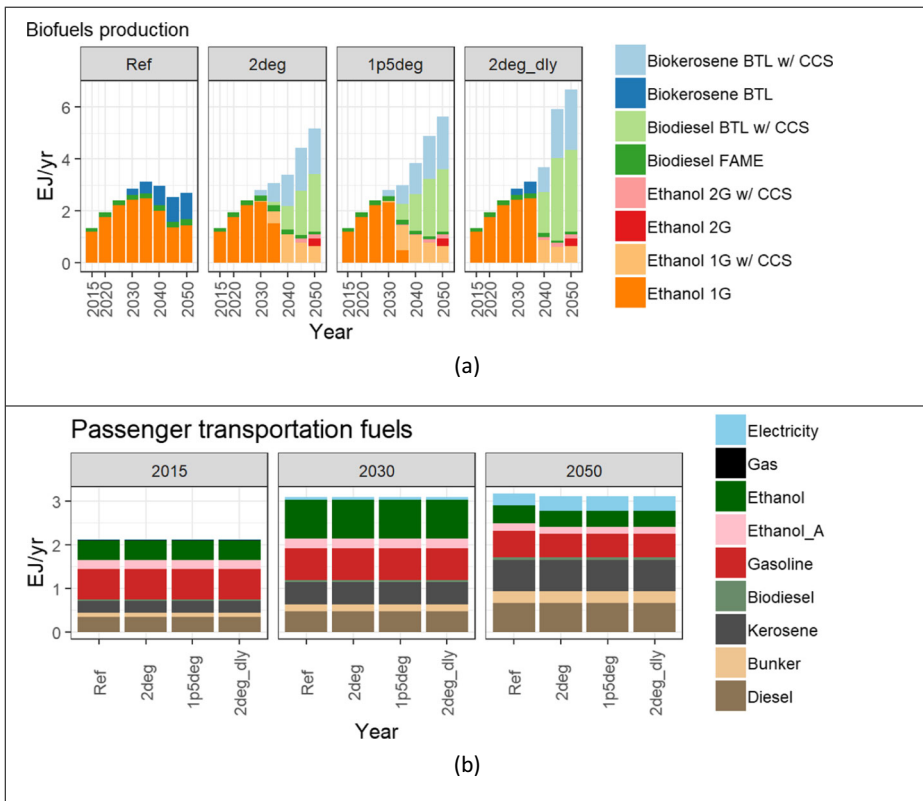 Biofuels production
Ref 2deg 1p5deg 2deg_dly
EJ/yr
6
4
2
0
2015 2020 2030 2040 2050 2015 2020 2030 2040 2050 2015 2020 2030 2040 2050 2015 2020 2030 2040 2050
Year
Biokerosene BTL w/ CCS
Biokerosene BTL
Biodiesel BTL w/ CCS
Biodiesel FAME
Ethanol 2G w/ CCS
Ethanol 2G
Ethanol 1G w/ CCS
Ethanol 1G
(a)
Passenger transportation fuels
2015 2030 2050
EJ/yr
3
2
1
0
Ref 2deg 1p5deg 2deg_dly Ref 2deg 1p5deg 2deg_dly Ref 2deg 1p5deg 2deg_dly
Year
Electricity
Gas
Ethanol
Ethanol_A
Gasoline
Biodiesel
Kerosene
Bunker
Diesel
(b)